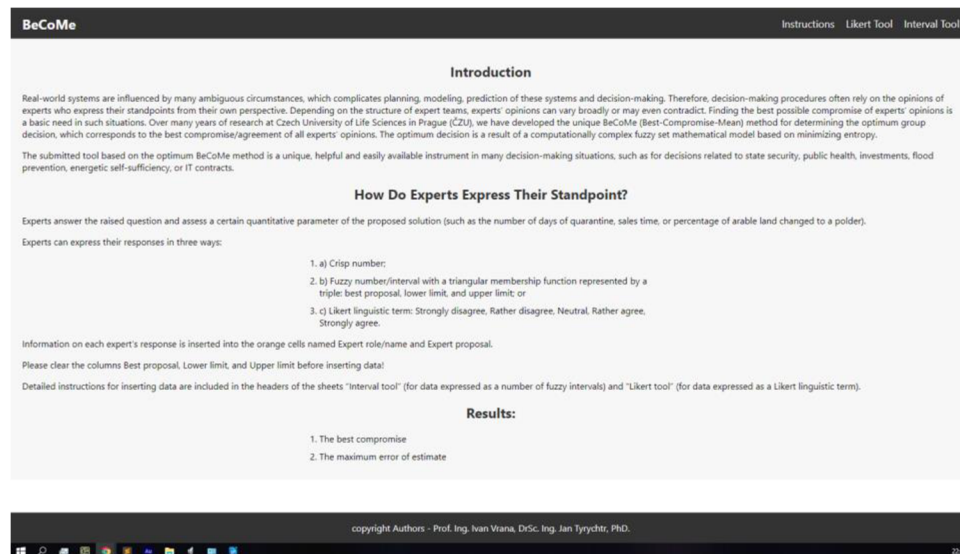 BeCoMe
Instructions Likert Tool Interval Tool
Introduction
Real-world systems are influenced by many ambiguous circumstances, which complicates planning, modeling, prediction of these systems and decision-making. Therefore, decision-making procedures often rely on the opinions of
experts who express their standpoints from their own perspective. Depending on the structure of expert teams, experts' opinions can vary broadly or may even contradict. Finding the best possible compromise of experts' opinions is
a basic need in such situations. Over many years of research at Czech University of Life Sciences in Prague (ČZU), we have developed the unique BeCoMe (Best-Compromise-Mean) method for determining the optimum group
decision, which corresponds to the best compromise/agreement of all experts' opinions. The optimum decision is a result of a computationally complex fuzzy set mathematical model based on minimizing entropy.
The submitted tool based on the optimum BeCoMe method is a unique, helpful and easily available instrument in many decision-making situations, such as for decisions related to state security, public health, investments, flood
prevention, energetic self-sufficiency, or IT contracts.
How Do Experts Express Their Standpoint?
Experts answer the raised question and assess a certain quantitative parameter of the proposed solution (such as the number of days of quarantine, sales time, or percentage of arable land changed to a polder).
Experts can express their responses in three ways:
1. a) Crisp number;
2. b) Fuzzy number/interval with a triangular membership function represented by a
triple: best proposal, lower limit, and upper limit; or
3. c) Likert linguistic term: Strongly disagree, Rather disagree, Neutral, Rather agree,
Strongly agree.
Information on each expert's response is inserted into the orange cells named Expert role/name and Expert proposal.
Please clear the columns Best proposal, Lower limit, and Upper limit before inserting data!
Detailed instructions for inserting data are included in the headers of the sheets "Interval tool" (for data expressed as a number of fuzzy intervals) and "Likert tool" (for data expressed as a Likert linguistic term).
Results:
1. The best compromise
2. The maximum error of estimate
copyright Authors - Prof. Ing. Ivan Vrana, DrSc. Ing. Jan Tyrychtr, PhD.